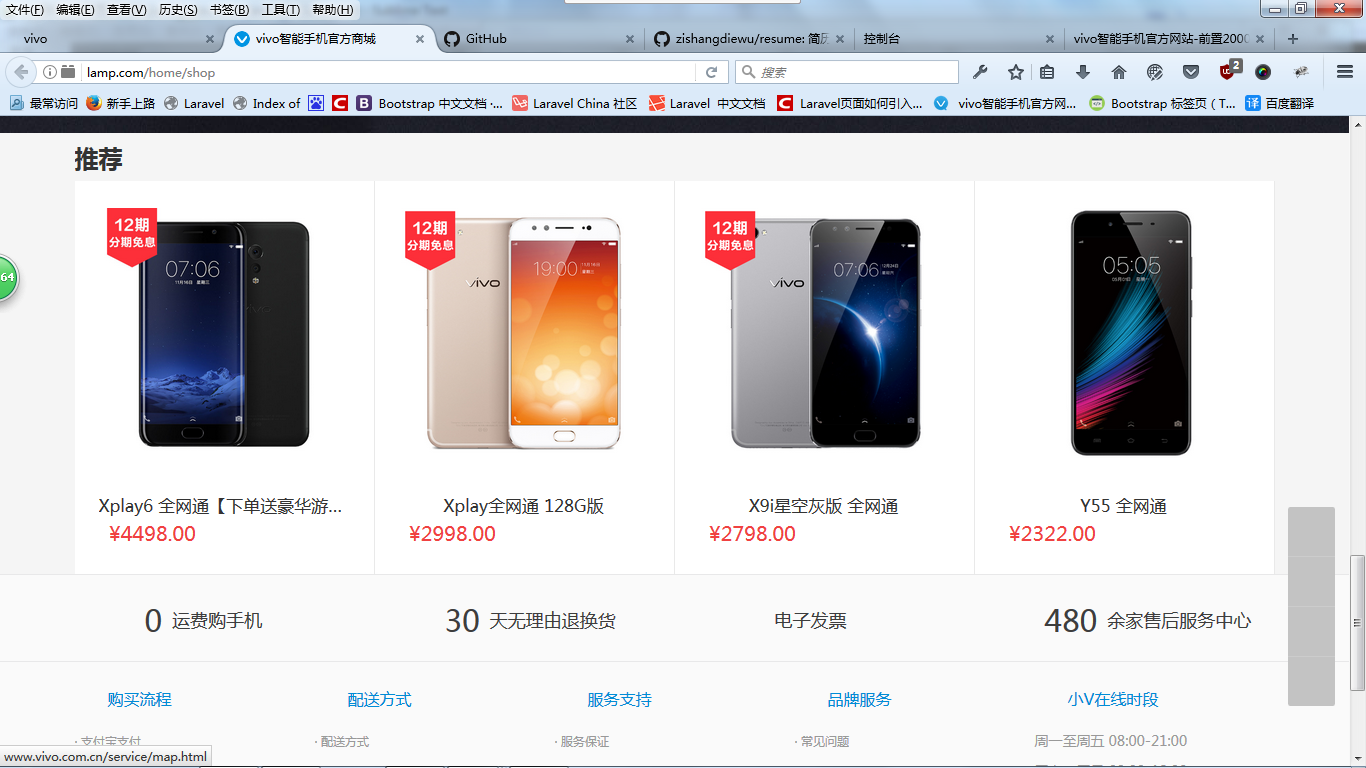 文件(F) 编辑(E) 查看(V) 历史(S) 书签(B) 工具(T) 帮助(H)
vivo
vivo智能手机官方商城
GitHub
zishangdiewu/resume: 简历
控制台
vivo智能手机官方网站-前置2000
lamp.com/home/shop
搜索
2
最常访问 新手上路 Laravel Index of Bootstrap 中文文档 ·... Laravel China 社区 Laravel 中文文档 Laravel页面如何引入... vivo智能手机官方网... Bootstrap 标签页（T... 百度翻译
推荐
64
12期
分期免息
07:06
12期
分期免息
vivo
19:00
12期
分期免息
vivo
07:06
05:05
Xplay6 全网通【下单送豪华游...
¥4498.00
Xplay全网通 128G版
¥2998.00
X9i星空灰版 全网通
¥2798.00
Y55 全网通
¥2322.00
0 运费购手机
30 天无理由退换货
电子发票
480 余家售后服务中心
购买流程
配送方式
服务支持
品牌服务
小V在线时段
· 支付宝支付
· 配送方式
· 服务保证
· 常见问题
周一至周五 08:00-21:00
www.vivo.com.cn/service/map.html